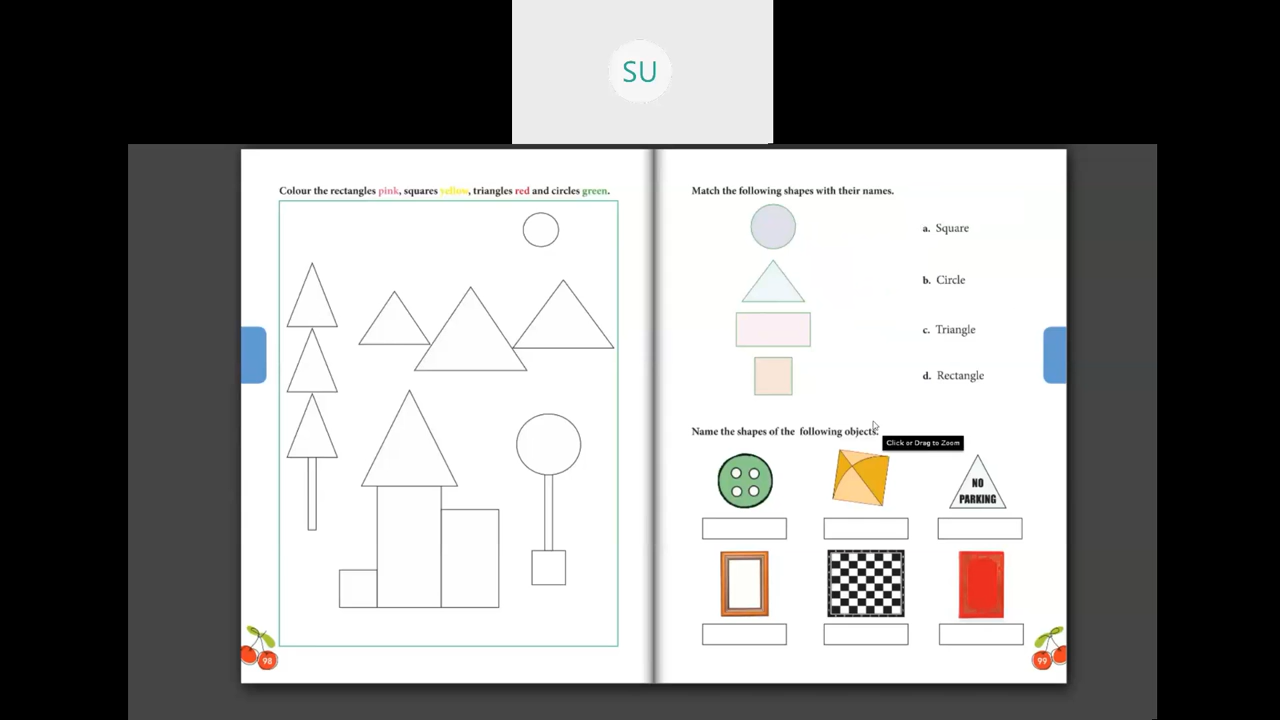 SU
Colour the rectangles pink, squares yellow, triangles red and circles green.
Match the following shapes with their names.
a. Square
b. Circle
c. Triangle
d. Rectangle
Name the shapes of the following objects.
Click or Drag to Zoom
NO
PARKING
98
99